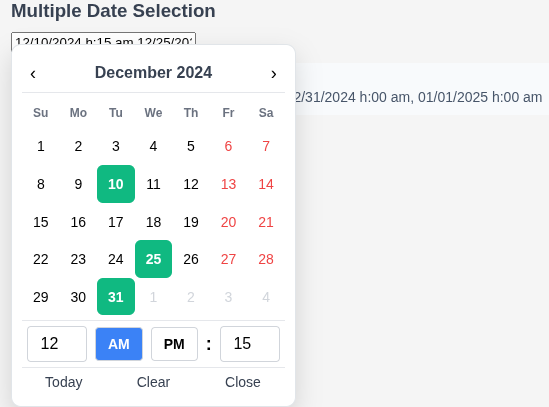 Multiple Date Selection
12/10/2024 h:15 am 12/25/20
2/31/2024 h:00 am, 01/01/2025 h:00 am
‹ December 2024 ›
Su Mo Tu We Th Fr Sa
1 2 3 4 5 6 7
8 9 10 11 12 13 14
15 16 17 18 19 20 21
22 23 24 25 26 27 28
29 30 31 1 2 3 4
12 AM PM : 15
Today Clear Close